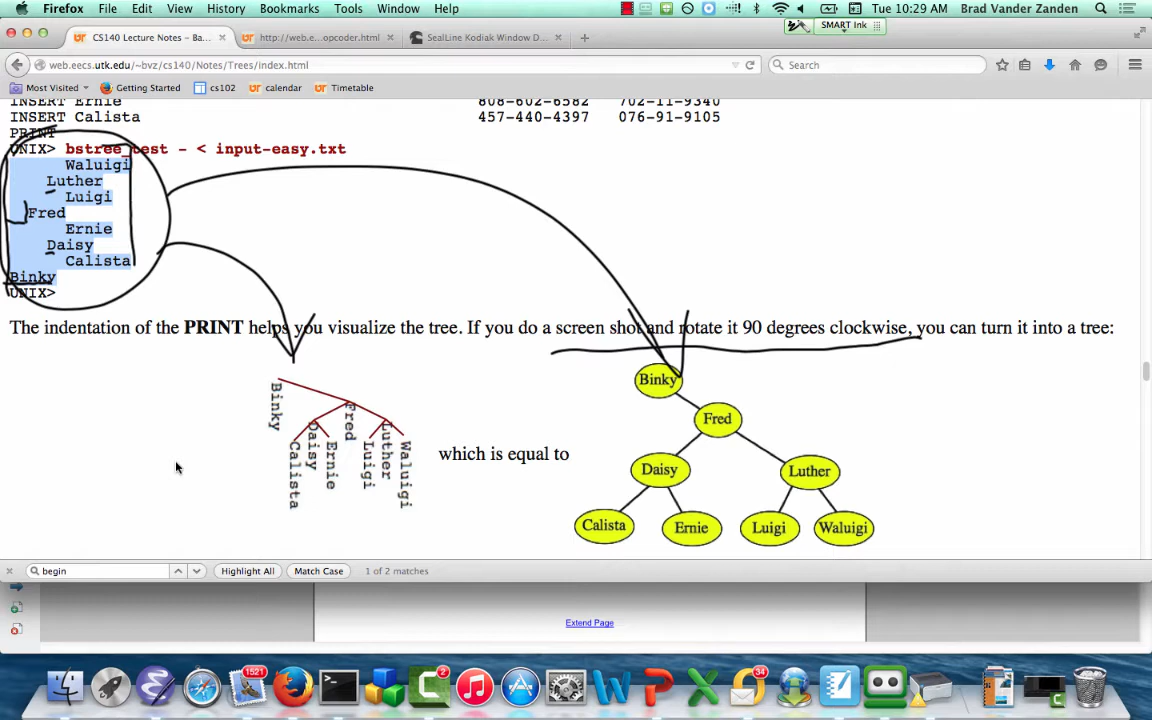 Firefox File Edit View History Bookmarks Tools Window Help Tue 10:29 AM Brad Vander Zanden
SMART Ink
CS140 Lecture Notes – Ba... http://web.e...opcoder.html SealLine Kodiak Window D...
web.eecs.utk.edu/~bvz/cs140/Notes/Trees/index.html Search
Most Visited Getting Started cs102 calendar Timetable
INSERT Ernie 808-602-6582 702-11-9340
INSERT Calista 457-440-4397 076-91-9105
PRINT
UNIX> bstree_test - < input-easy.txt
Waluigi
Luther
Luigi
Fred
Ernie
Daisy
Calista
Binky
UNIX>
The indentation of the PRINT helps you visualize the tree. If you do a screen shot and rotate it 90 degrees clockwise, you can turn it into a tree:
Binky
Calista
Daisy
Ernie
Fred
Luigi
Luther
Waluigi
which is equal to
Binky
Fred
Daisy Luther
Calista Ernie Luigi Waluigi
begin Highlight All Match Case 1 of 2 matches
Extend Page
1521 2 34